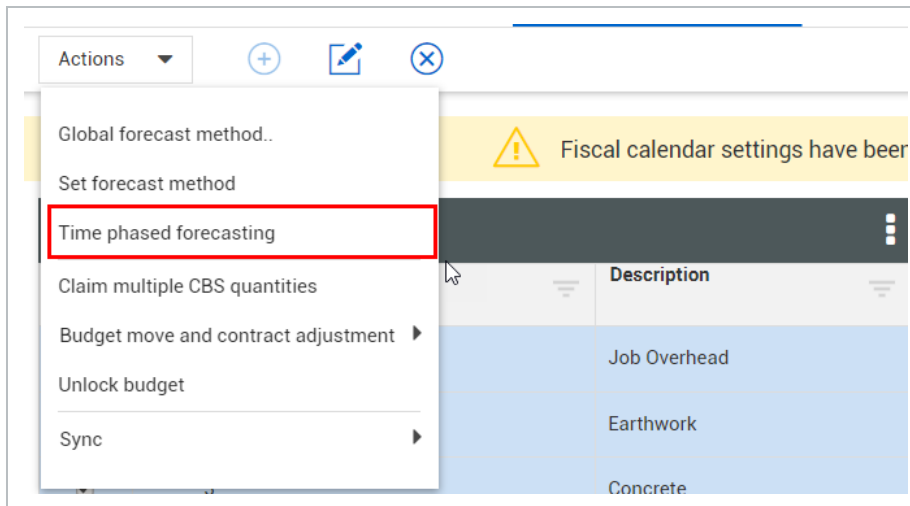 Actions
Fiscal calendar settings have been
Global forecast method..
Set forecast method
Time phased forecasting
Claim multiple CBS quantities
Budget move and contract adjustment
Unlock budget
Sync
Description
Job Overhead
Earthwork
Concrete